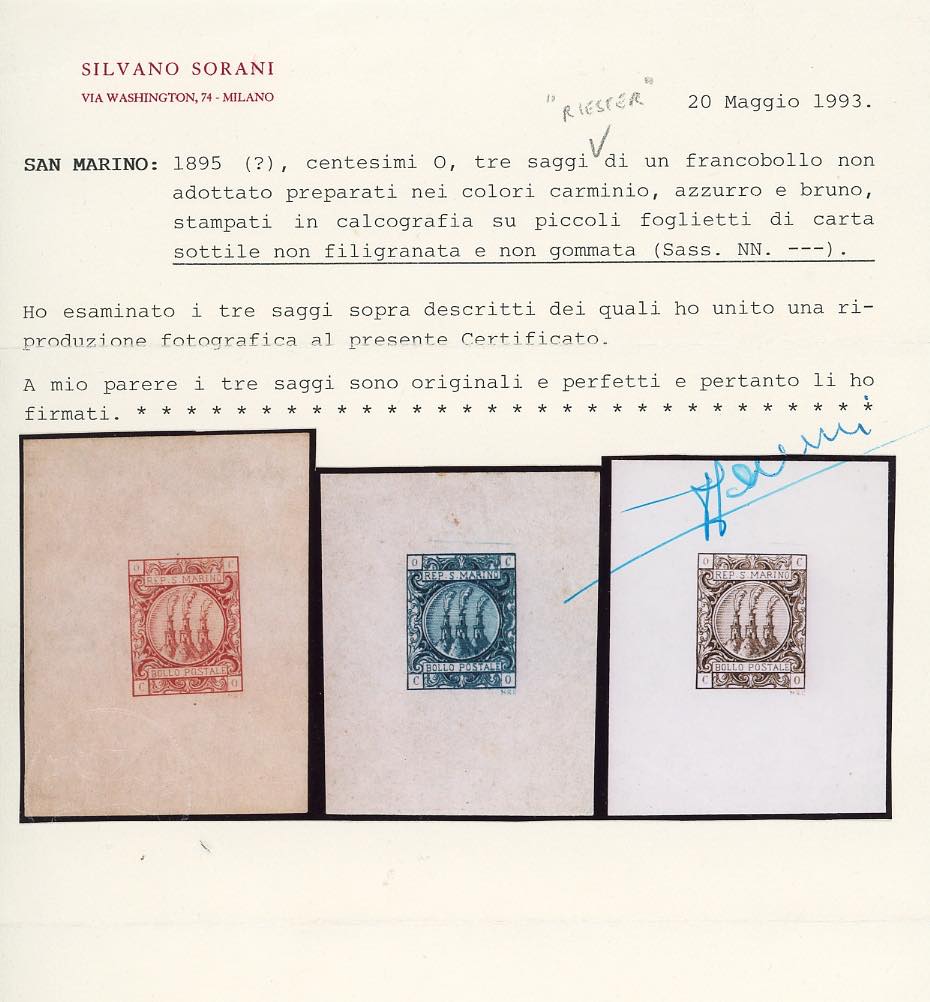 SILVANO SORANI
VIA WASHINGTON, 74 - MILANO
"RIESTER"
20 Maggio 1993.
SAN MARINO: 1895 (?), centesimi O, tre saggi di un francobollo non
adottato preparati nei colori carminio, azzurro e bruno,
stampati in calcografia su piccoli foglietti di carta
sottile non filigranata e non gommata (Sass. NN. ---).
Ho esaminato i tre saggi sopra descritti dei quali ho unito una ri-
produzione fotografica al presente Certificato.
A mio parere i tre saggi sono originali e perfetti e pertanto li ho
firmati. * * * * * * * * * * * * * * * * * * * * * * * * * * * * * *
O C
REP. S. MARINO
BOLLO POSTALE
C O
O C
REP. S. MARINO
BOLLO POSTALE
C O
O C
REP. S. MARINO
BOLLO POSTALE
C O